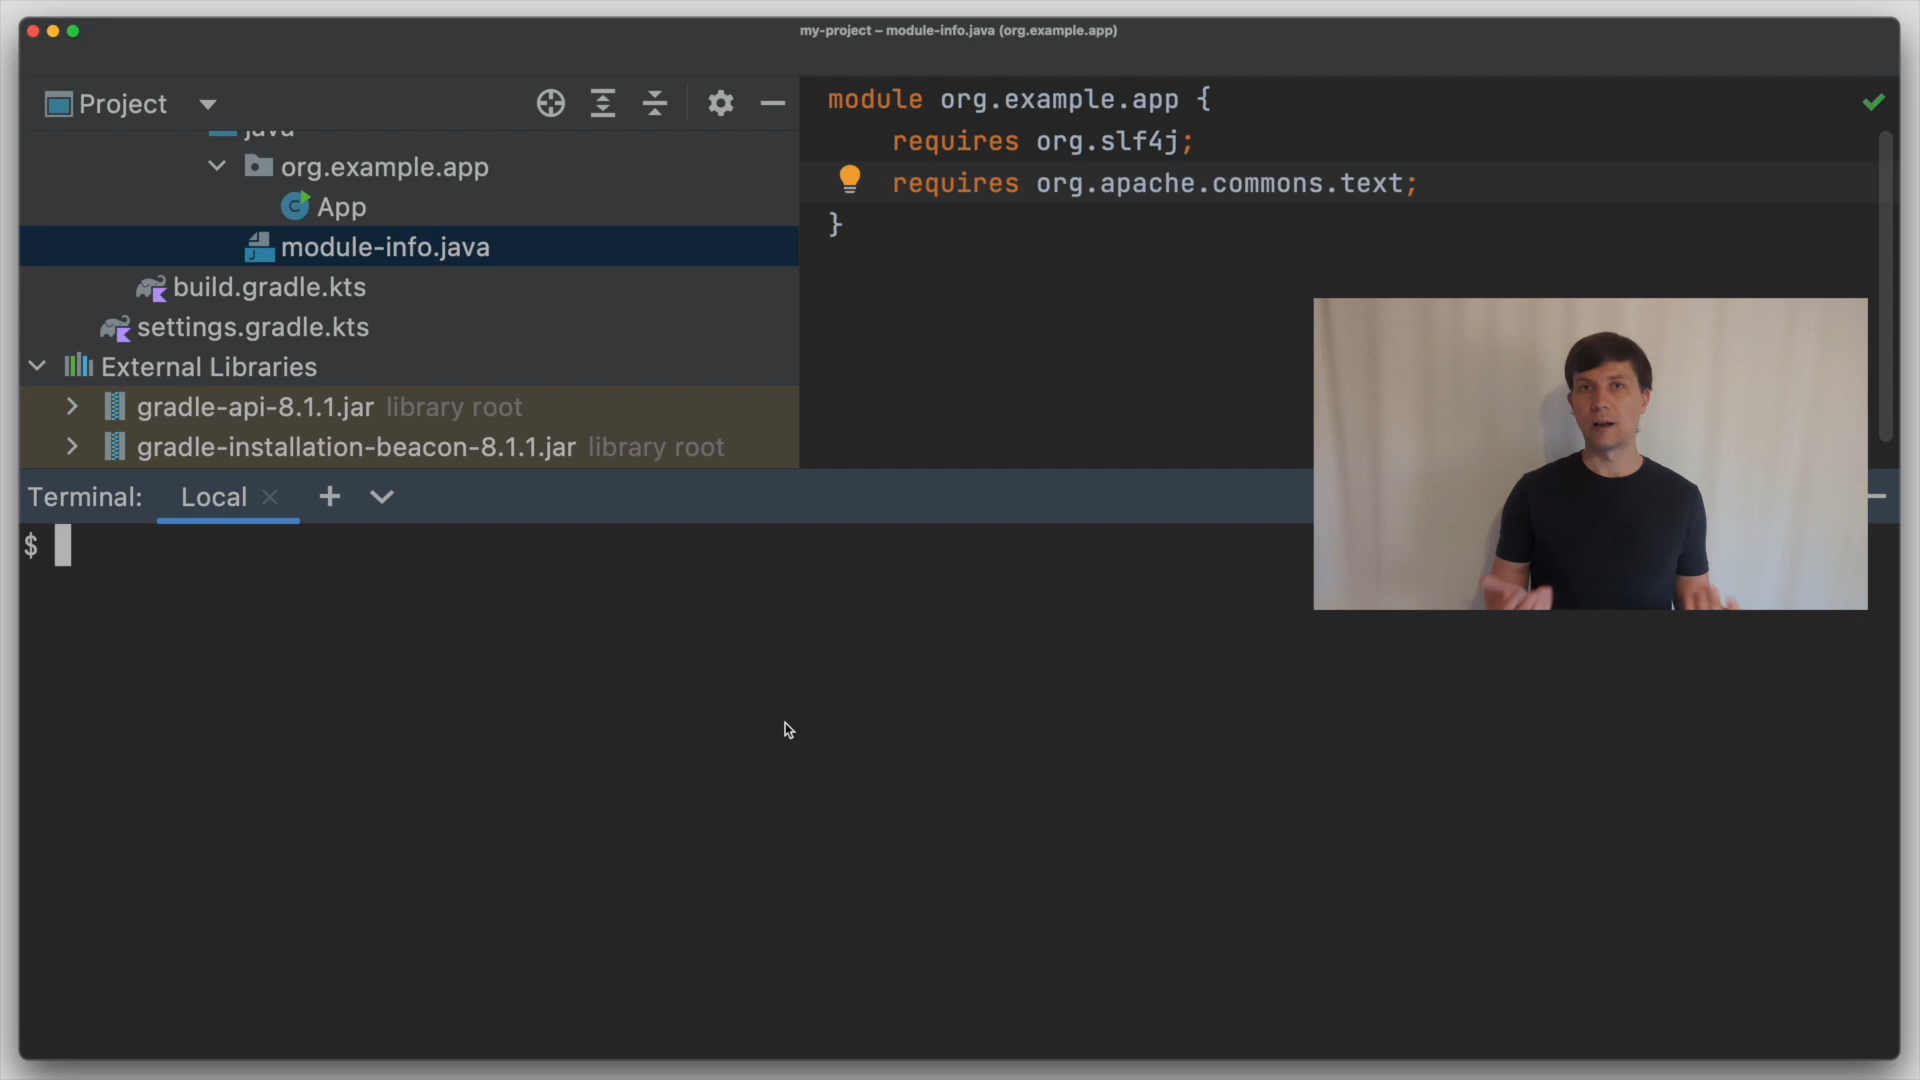 my-project – module-info.java (org.example.app)
Project
java
org.example.app
App
module-info.java
build.gradle.kts
settings.gradle.kts
External Libraries
gradle-api-8.1.1.jar library root
gradle-installation-beacon-8.1.1.jar library root
module org.example.app {
requires org.slf4j;
requires org.apache.commons.text;
}
Terminal: Local
$